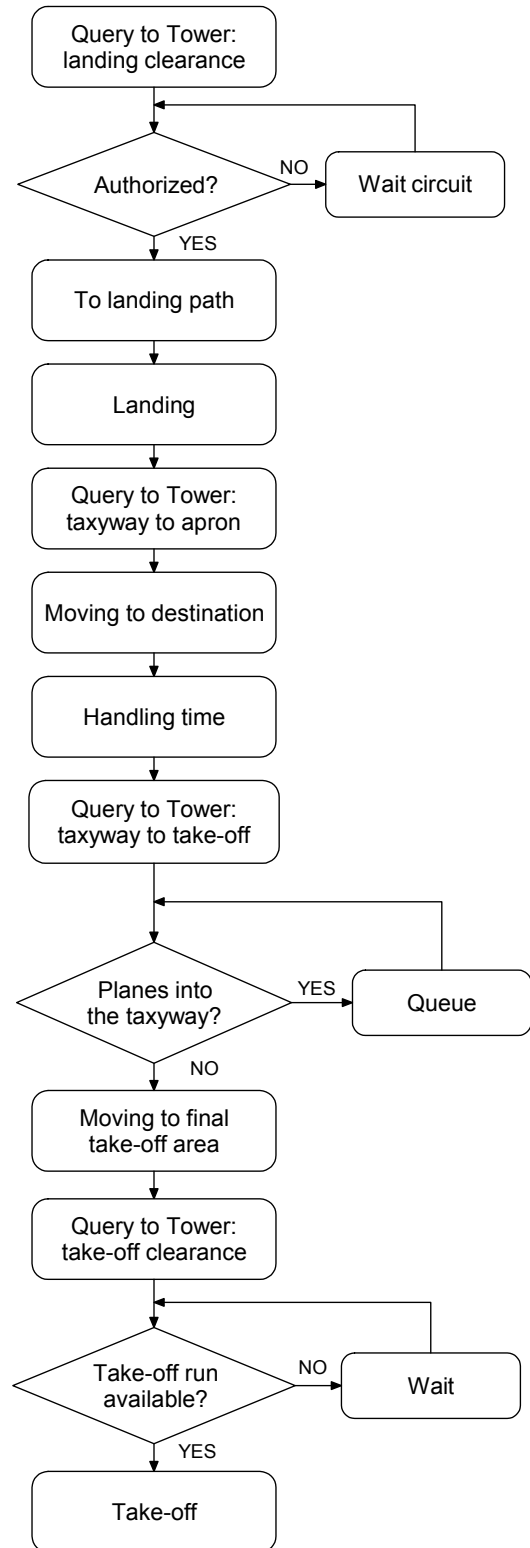 Query to Tower:
landing clearance
Authorized?
NO
Wait circuit
YES
To landing path
Landing
Query to Tower:
taxyway to apron
Moving to destination
Handling time
Query to Tower:
taxyway to take-off
Planes into
the taxyway?
YES
Queue
NO
Moving to final
take-off area
Query to Tower:
take-off clearance
Take-off run
available?
NO
Wait
YES
Take-off